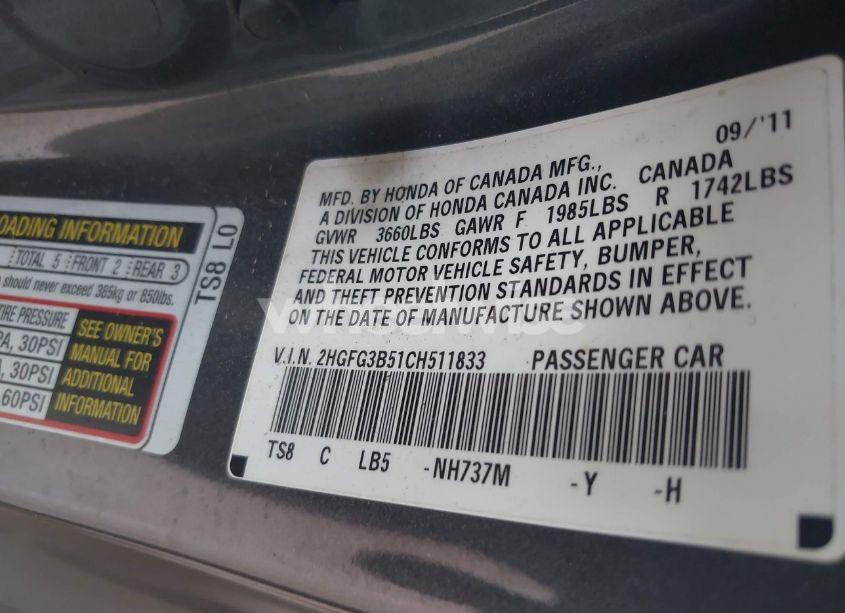 OADING INFORMATION
TOTAL 5 FRONT 2 REAR 3
should never exceed 385kg or 850lbs.
TIRE PRESSURE
PA, 30PSI
30PSI
60PSI
SEE OWNER'S
MANUAL FOR
ADDITIONAL
INFORMATION
TS8 L0
09/'11
MFD. BY HONDA OF CANADA MFG.,
A DIVISION OF HONDA CANADA INC. CANADA
GVWR 3660LBS GAWR F 1985LBS R 1742LBS
THIS VEHICLE CONFORMS TO ALL APPLICABLE
FEDERAL MOTOR VEHICLE SAFETY, BUMPER,
AND THEFT PREVENTION STANDARDS IN EFFECT
ON THE DATE OF MANUFACTURE SHOWN ABOVE.
V.I.N. 2HGFG3B51CH511833 PASSENGER CAR
TS8 C LB5 -NH737M -Y -H